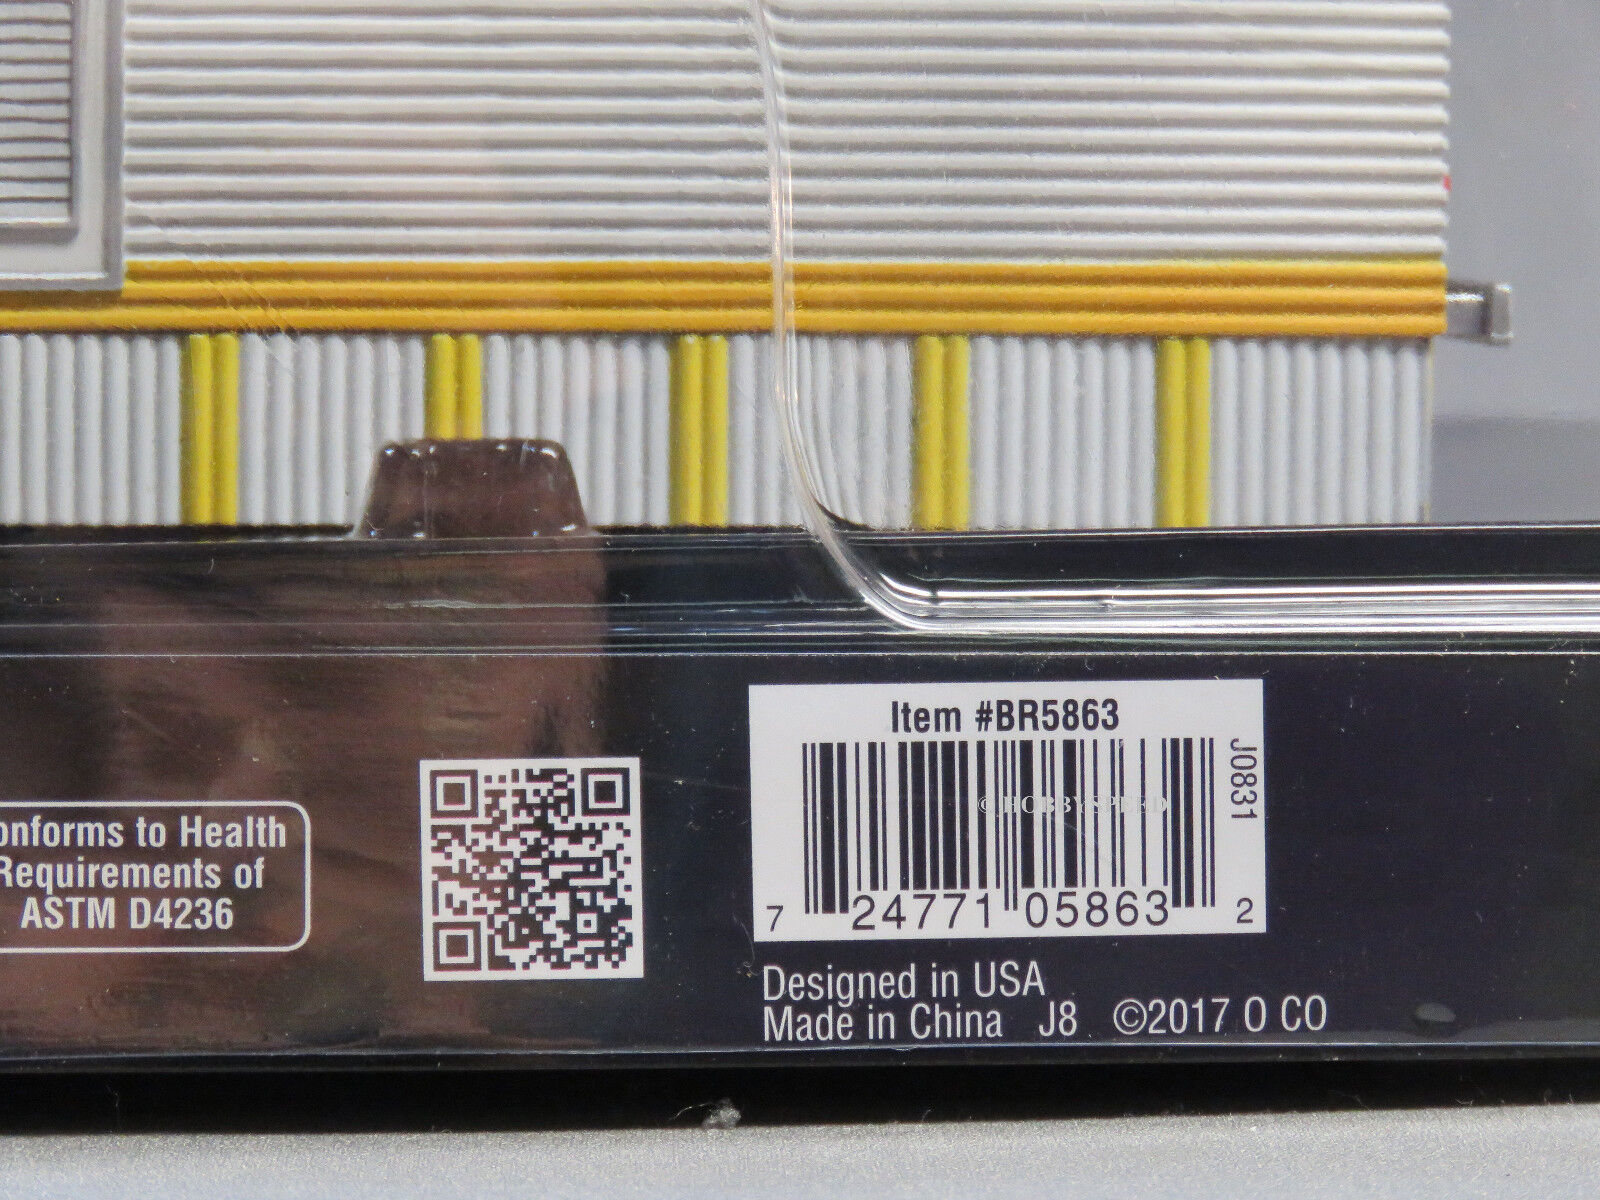 onforms to Health
Requirements of
ASTM D4236
Item #BR5863
J0831
© HOBBYSPEED
7 24771 05863 2
Designed in USA
Made in China J8 ©2017 O CO